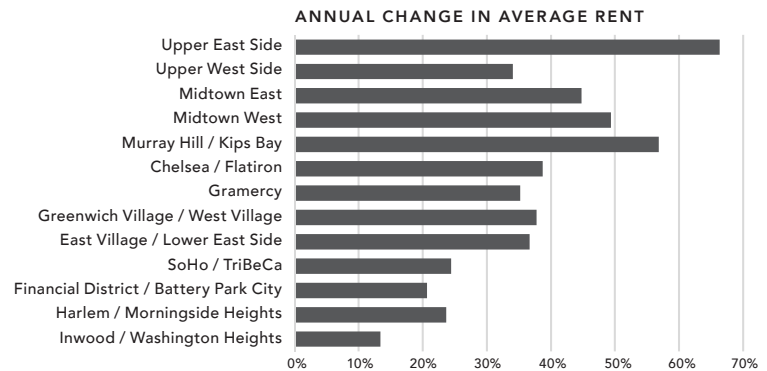 ANNUAL CHANGE IN AVERAGE RENT
Upper East Side
Upper West Side
Midtown East
Midtown West
Murray Hill / Kips Bay
Chelsea / Flatiron
Gramercy
Greenwich Village / West Village
East Village / Lower East Side
SoHo / TriBeCa
Financial District / Battery Park City
Harlem / Morningside Heights
Inwood / Washington Heights
0% 10% 20% 30% 40% 50% 60% 70%